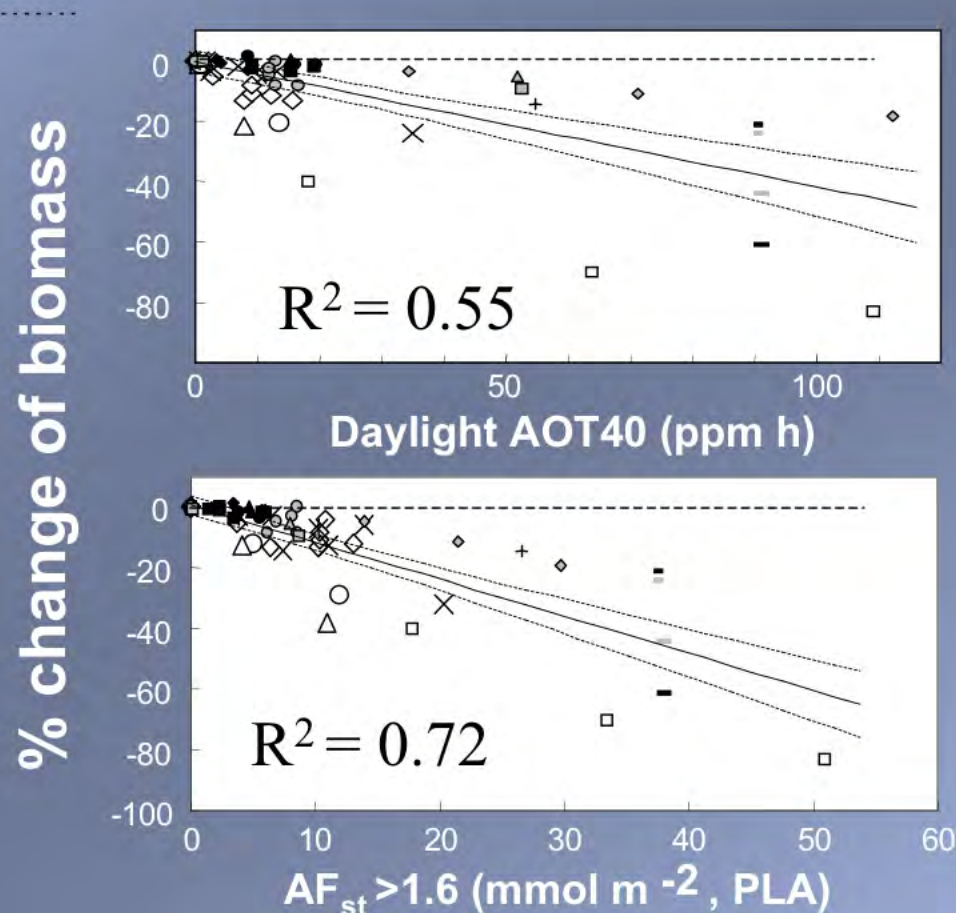 % change of biomass
0
-20
-40
-60
-80
R² = 0.55
0 50 100
Daylight AOT40 (ppm h)
0
-20
-40
-60
-80
-100
R² = 0.72
0 10 20 30 40 50 60
AFst >1.6 (mmol m -2 , PLA)